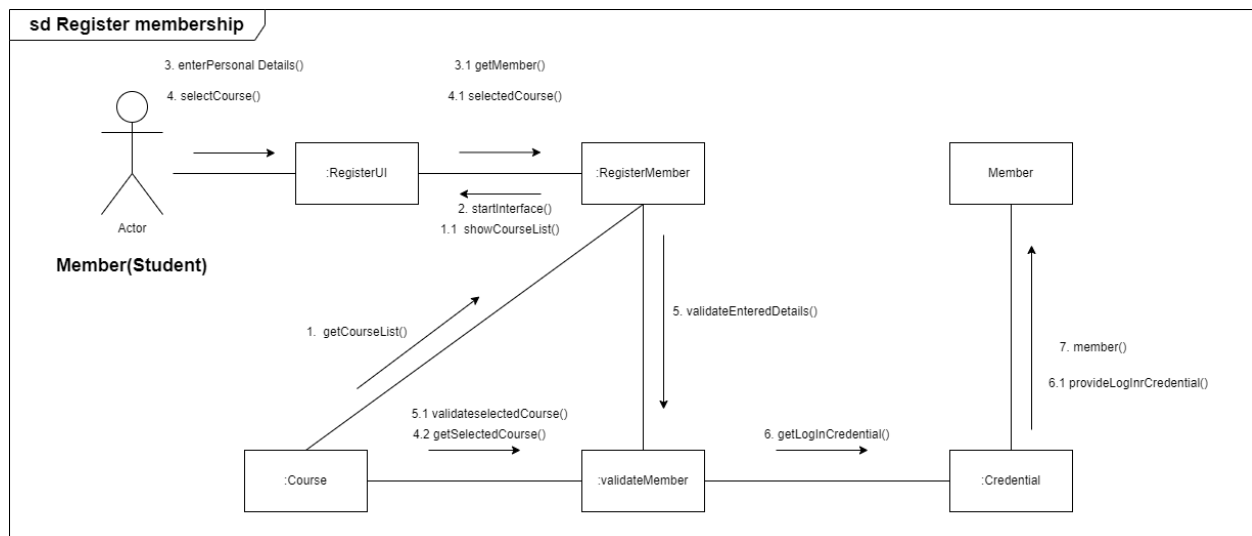 sd Register membership
3. enterPersonal Details()
4. selectCourse()
3.1 getMember()
4.1 selectedCourse()
:RegisterUI
:RegisterMember
Member
2. startInterface()
1.1 showCourseList()
Actor
Member(Student)
1. getCourseList()
5. validateEnteredDetails()
7. member()
6.1 provideLogInrCredential()
5.1 validateselectedCourse()
4.2 getSelectedCourse()
6. getLogInCredential()
:Course
:validateMember
:Credential